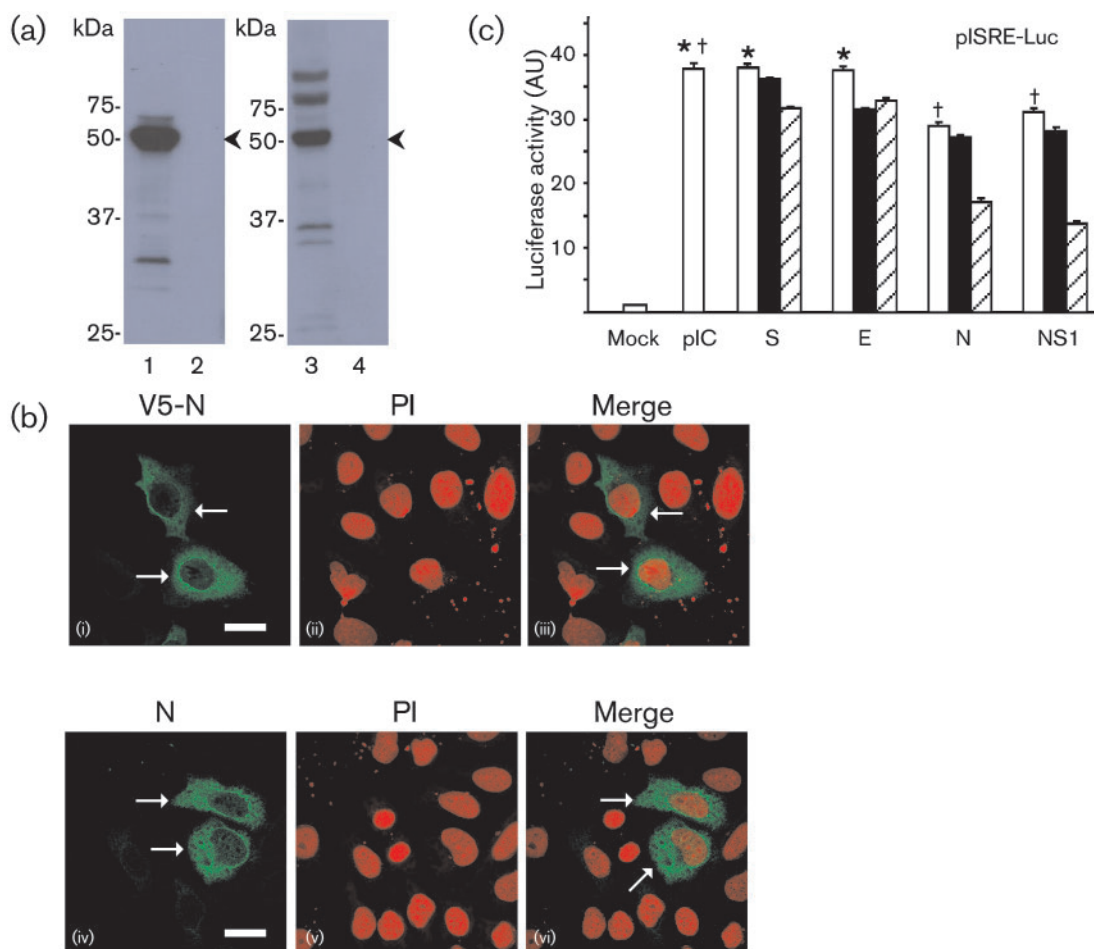 (a)
kDa
75-
50-
37-
25-
1 2
kDa
75-
50-
37-
25-
3 4
(c)
pISRE-Luc
Luciferase activity (AU)
40
30
20
10
* †
*
*
†
†
Mock pIC S E N NS1
(b)
V5-N PI Merge
(i) (ii) (iii)
N PI Merge
(iv) (v) (vi)